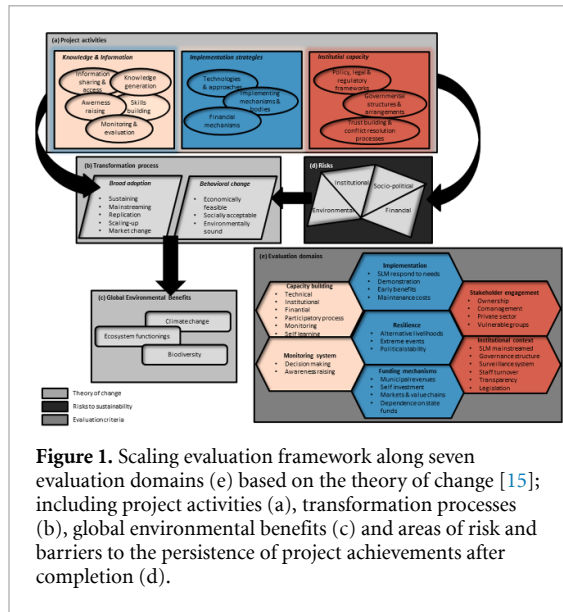 (a) Project activities
Knowledge & Information
Information
sharing &
access
Knowledge
generation
Awerness
raising
Skills
building
Monitoring &
evaluation
Implementation strategies
Technologies
& approaches
Implementing
mechanisms &
bodies
Financial
mechanisms
Institutial capacity
Policy, legal &
regulatory
frameworks
Governmental
structures &
arrangements
Trust building &
conflict resolution
processes
(b) Transformation process
Broad adoption
• Sustaining
• Mainstreaming
• Replication
• Scaling-up
• Market change
Behavioral change
• Economically
feasible
• Socially acceptable
• Environmentally
sound
(d) Risks
Institutional
Socio-political
Environmental
Financial
(c) Global Environmental Benefits
Climate change
Ecosystem functionings
Biodiversity
(e) Evaluation domains
Capacity building
• Technical
• Institutional
• Finantial
• Participatory process
• Monitoring
• Self learning
Monitoring system
• Decision making
• Awareness raising
Implementation
• SLM respond to needs
• Demonstration
• Early benefits
• Maintenance costs
Resilience
• Alternative livelihoods
• Extreme events
• Political stability
Funding mechanisms
• Municipal revenues
• Self investment
• Markets & value chains
• Dependence on state
funds
Stakeholder engagement
• Ownership
• Comanagement
• Private sector
• Vulnerable groups
Institutional context
• SLM mainstreamed
• Governance structure
• Surveillance system
• Staff turnover
• Transparency
• Legislation
Theory of change
Risks to sustainability
Evaluation criteria
Figure 1. Scaling evaluation framework along seven
evaluation domains (e) based on the theory of change [15];
including project activities (a), transformation processes
(b), global environmental benefits (c) and areas of risk and
barriers to the persistence of project achievements after
completion (d).